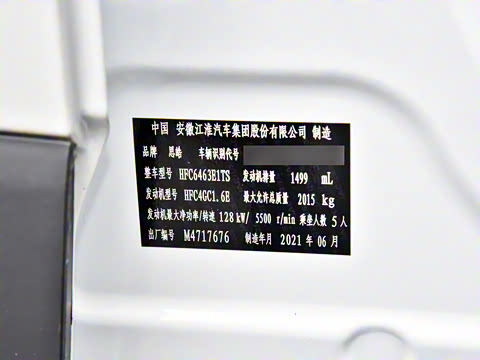 中国 安徽江淮汽车集团股份有限公司 制造
品牌 思皓 车辆识别代号
整车型号 HFC6463E1TS 发动机排量 1499 mL
发动机型号 HFC4GC1.6E 最大允许总质量 2015 kg
发动机最大净功率/转速 128 kW/ 5500 r/min 乘坐人数 5 人
出厂编号 M4717676 制造年月 2021 年 06 月